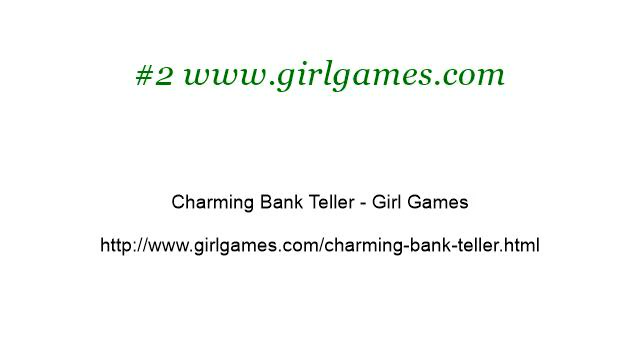 #2 www.girlgames.com
Charming Bank Teller - Girl Games
http://www.girlgames.com/charming-bank-teller.html